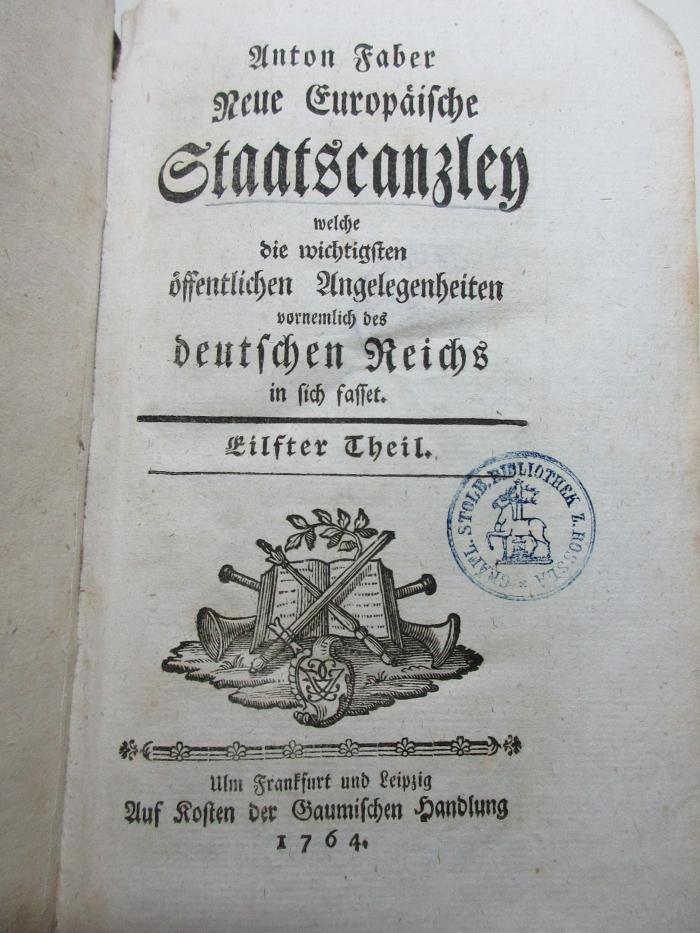 Anton Faber
Neue Europäische
Staatscanzley
welche
die wichtigsten
öffentlichen Angelegenheiten
vornemlich des
deutschen Reichs
in sich fasset.
Eilfter Theil.
GRÄFL. STOLB. BIBLIOTHEK Z. ROSSLA
Ulm Frankfurt und Leipzig
Auf Kosten der Gaumischen Handlung
1764.